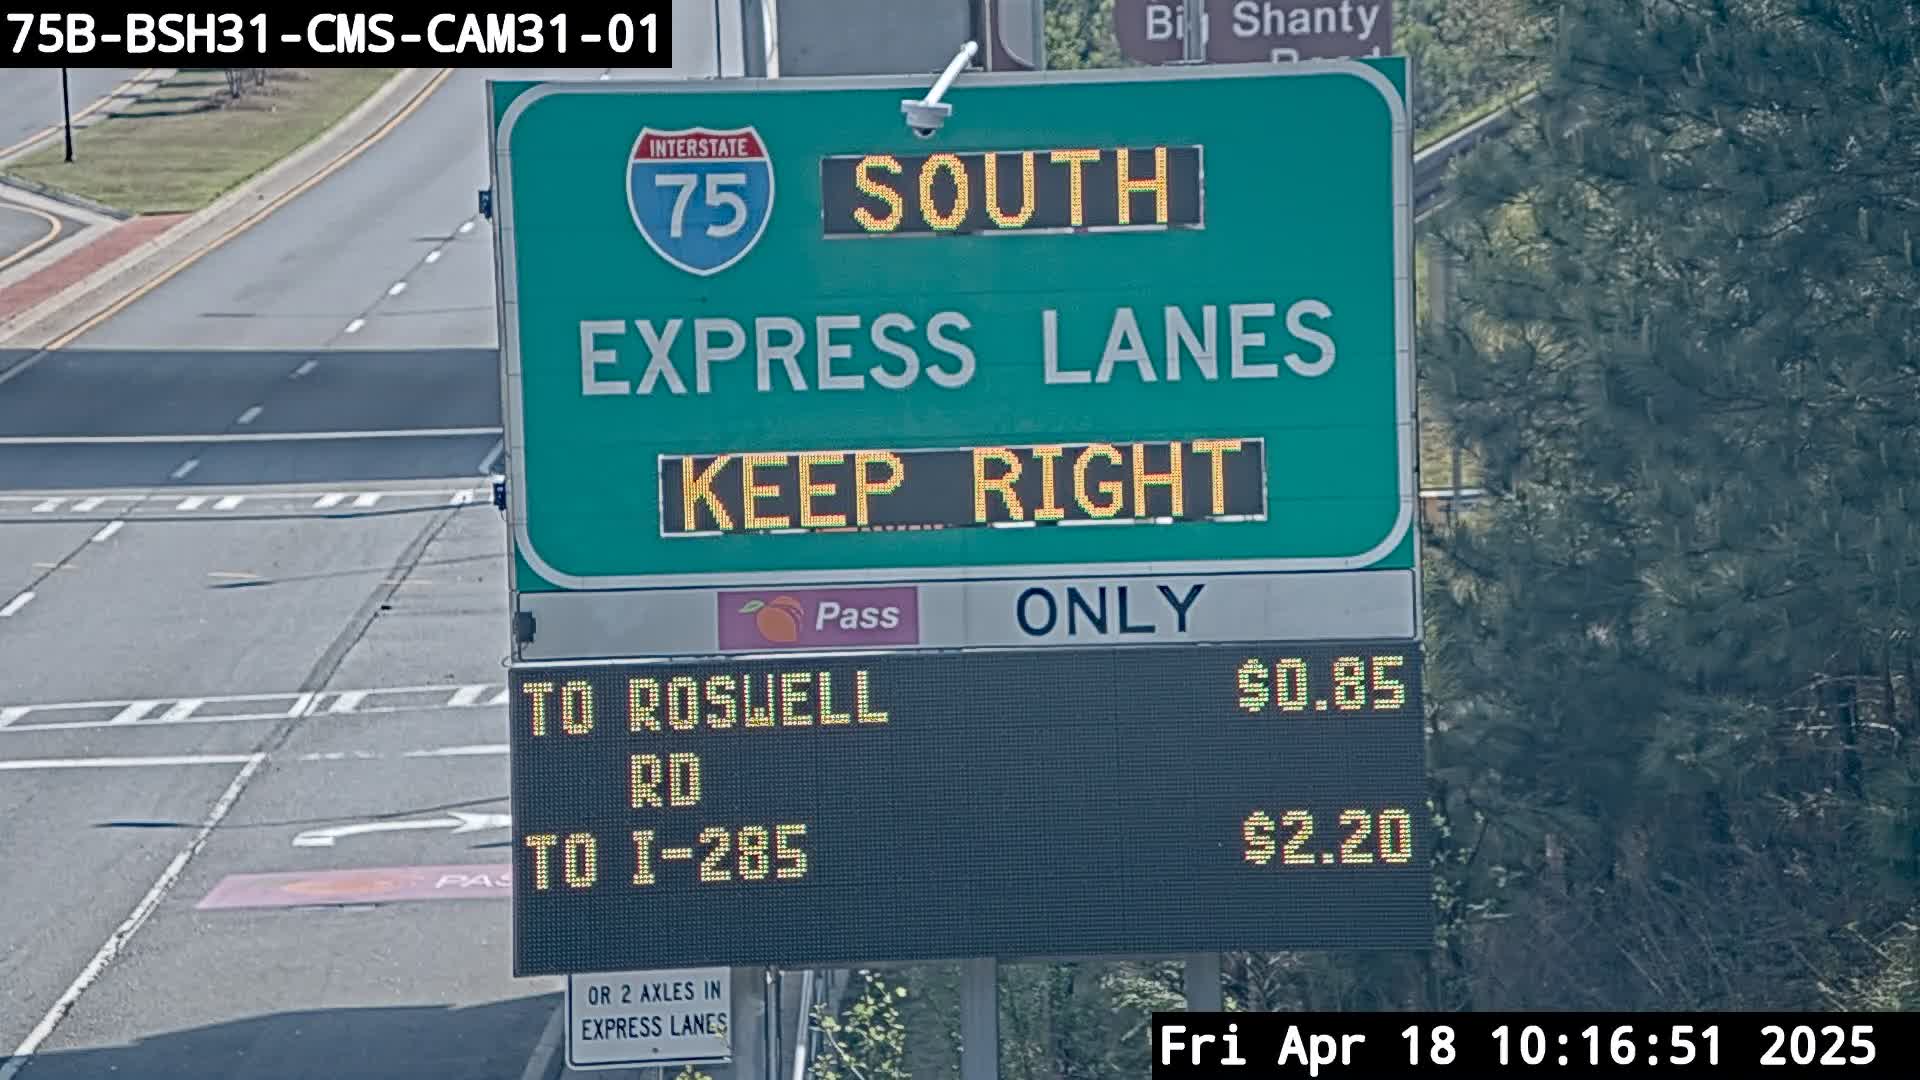 75B-BSH31-CMS-CAM31-01
Big Shanty
INTERSTATE
75
SOUTH
EXPRESS LANES
KEEP RIGHT
Pass ONLY
TO ROSWELL $0.85
RD
TO I-285 $2.20
OR 2 AXLES IN
EXPRESS LANES
Fri Apr 18 10:16:51 2025